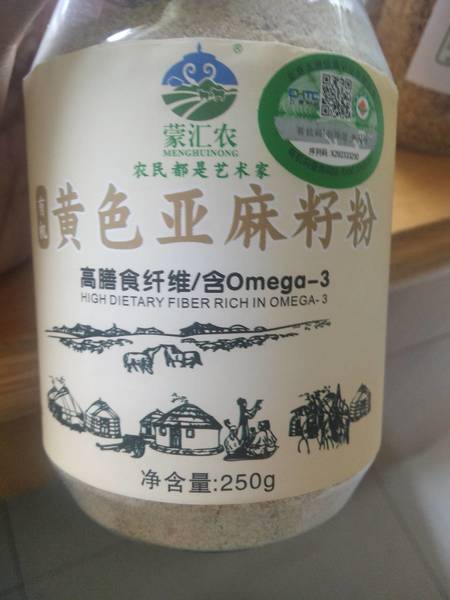 蒙汇农
®
MENGHUINONG
农民都是艺术家
有机
黄色亚麻籽粉
高膳食纤维/含Omega-3
HIGH DIETARY FIBER RICH IN OMEGA-3
净含量:250g